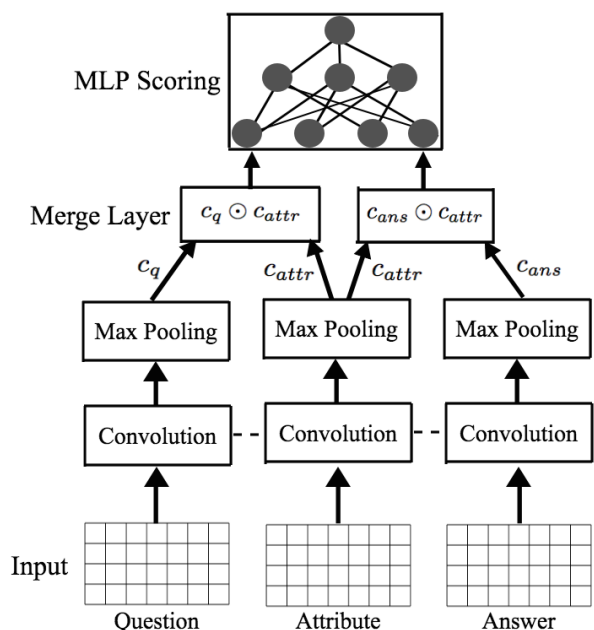 MLP Scoring
Merge Layer
c_q ⊙ c_attr
c_ans ⊙ c_attr
c_q
c_attr
c_attr
c_ans
Max Pooling
Max Pooling
Max Pooling
Convolution
Convolution
Convolution
Input
Question
Attribute
Answer